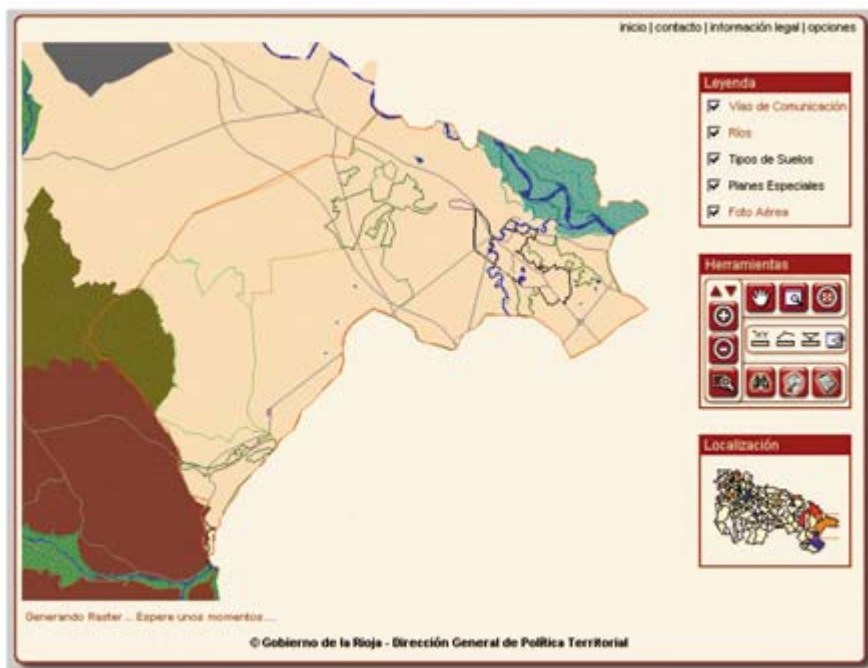 inicio | contacto | información legal | opciones
Leyenda
Vías de Comunicación
Ríos
Tipos de Suelos
Planes Especiales
Foto Aérea
Herramientas
XY
Localización
Generando Raster... Espere unos momentos....
© Gobierno de la Rioja - Dirección General de Política Territorial